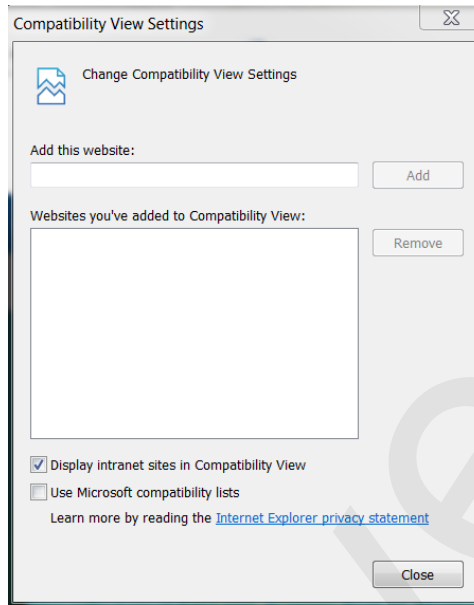 Compatibility View Settings
Change Compatibility View Settings
Add this website:
Add
Websites you've added to Compatibility View:
Remove
Display intranet sites in Compatibility View
Use Microsoft compatibility lists
Learn more by reading the Internet Explorer privacy statement
Close